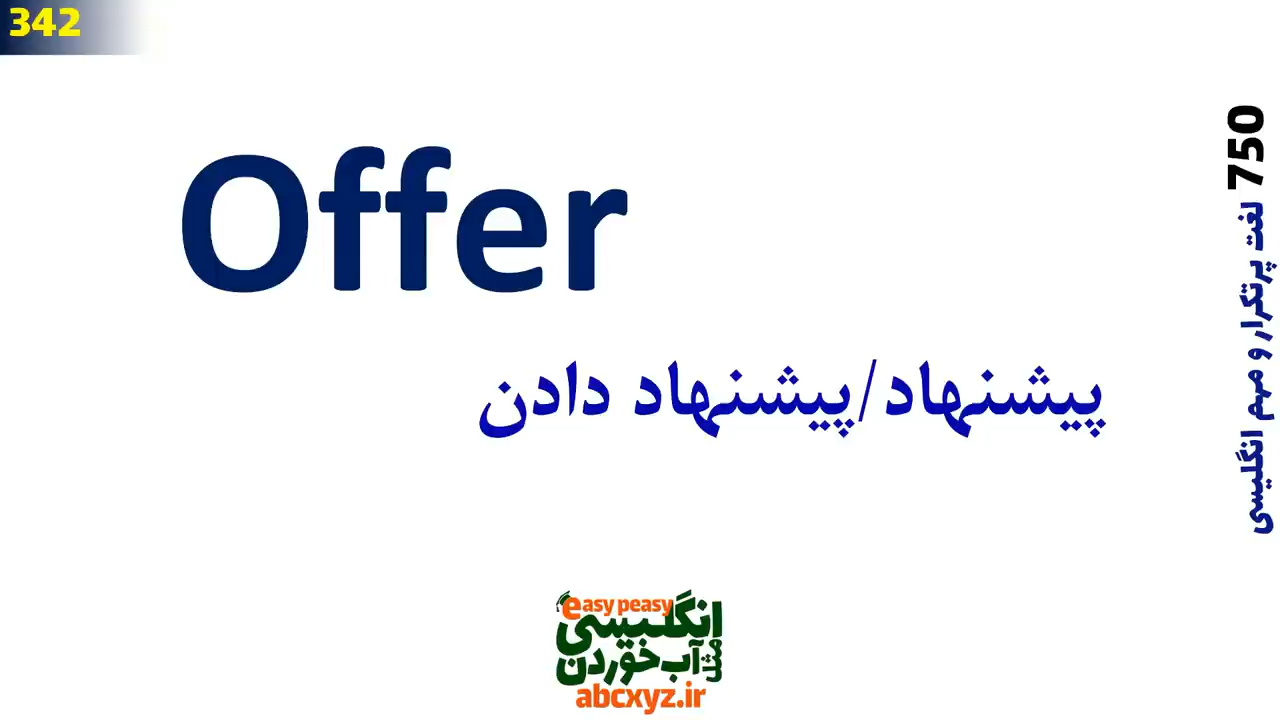 342
Offer
پیشنهاد/پیشنهاد دادن
750 لغت پرتکرار و مهم انگلیسی
easy peasy
انگلیسی
مثل آب خوردن
abcxyz.ir